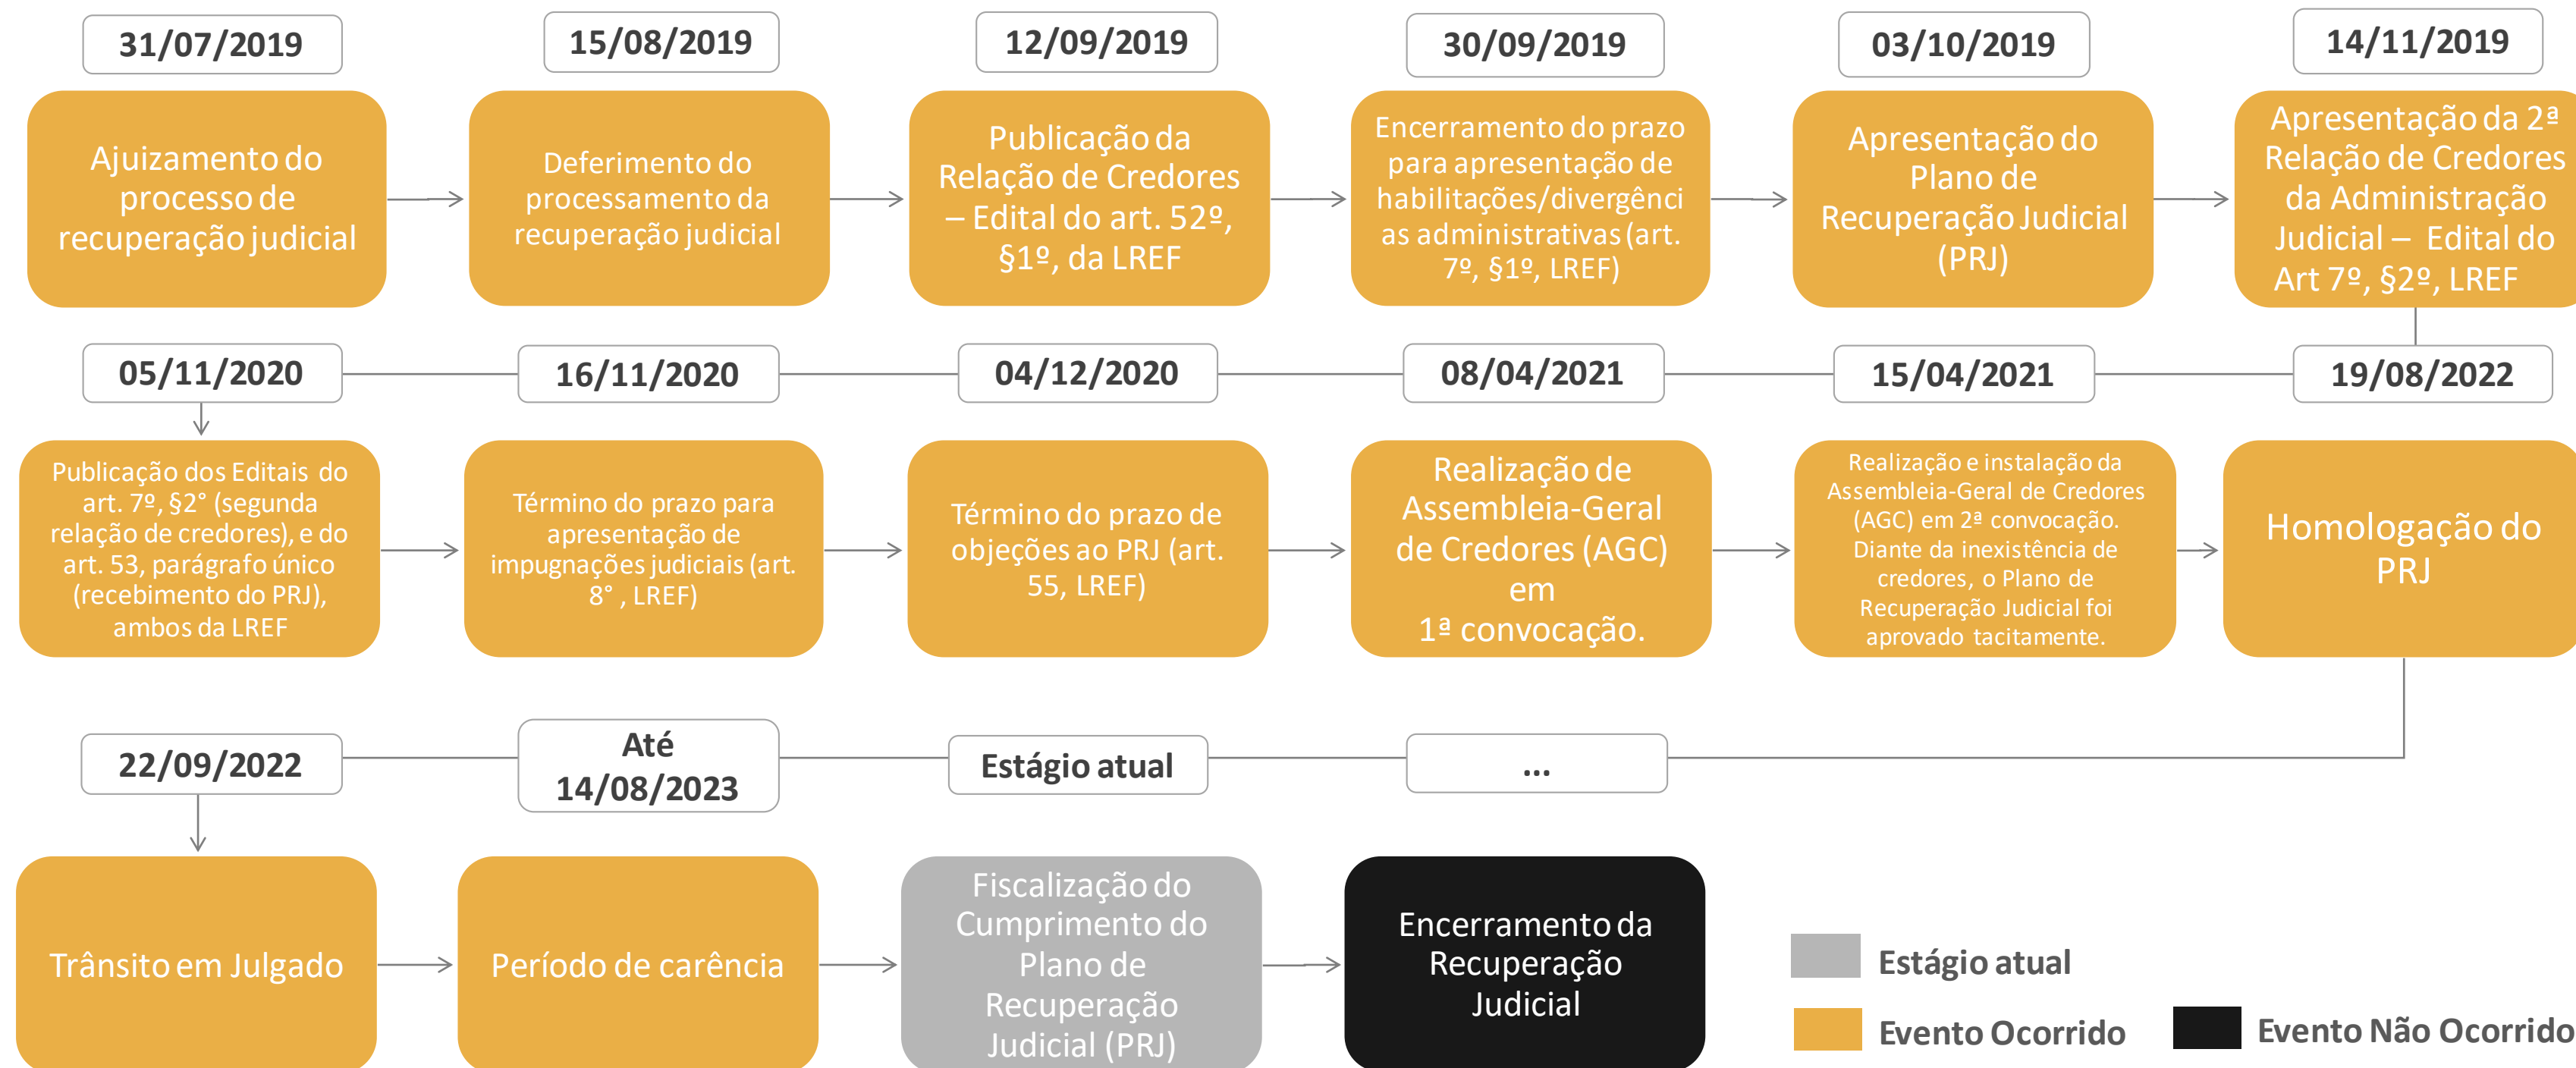 31/07/2019
15/08/2019
12/09/2019
30/09/2019
03/10/2019
14/11/2019
Ajuizamento do
processo de
recuperação judicial
Deferimento do
processamento da
recuperação judicial
Publicação da
Relação de Credores
– Edital do art. 52º,
§1º, da LREF
Encerramento do prazo
para apresentação de
habilitações/divergênci
as administrativas (art.
7º, §1º, LREF)
Apresentação do
Plano de
Recuperação Judicial
(PRJ)
Apresentação da 2ª
Relação de Credores
da Administração
Judicial – Edital do
Art 7º, §2º, LREF
05/11/2020
16/11/2020
04/12/2020
08/04/2021
15/04/2021
19/08/2022
Publicação dos Editais do
art. 7º, §2° (segunda
relação de credores), e do
art. 53, parágrafo único
(recebimento do PRJ),
ambos da LREF
Término do prazo para
apresentação de
impugnações judiciais (art.
8° , LREF)
Término do prazo de
objeções ao PRJ (art.
55, LREF)
Realização de
Assembleia-Geral
de Credores (AGC)
em
1ª convocação.
Realização e instalação da
Assembleia-Geral de Credores
(AGC) em 2ª convocação.
Diante da inexistência de
credores, o Plano de
Recuperação Judicial foi
aprovado tacitamente.
Homologação do
PRJ
22/09/2022
Até
14/08/2023
Estágio atual
...
Trânsito em Julgado
Período de carência
Fiscalização do
Cumprimento do
Plano de
Recuperação
Judicial (PRJ)
Encerramento da
Recuperação
Judicial
Estágio atual
Evento Ocorrido
Evento Não Ocorrido